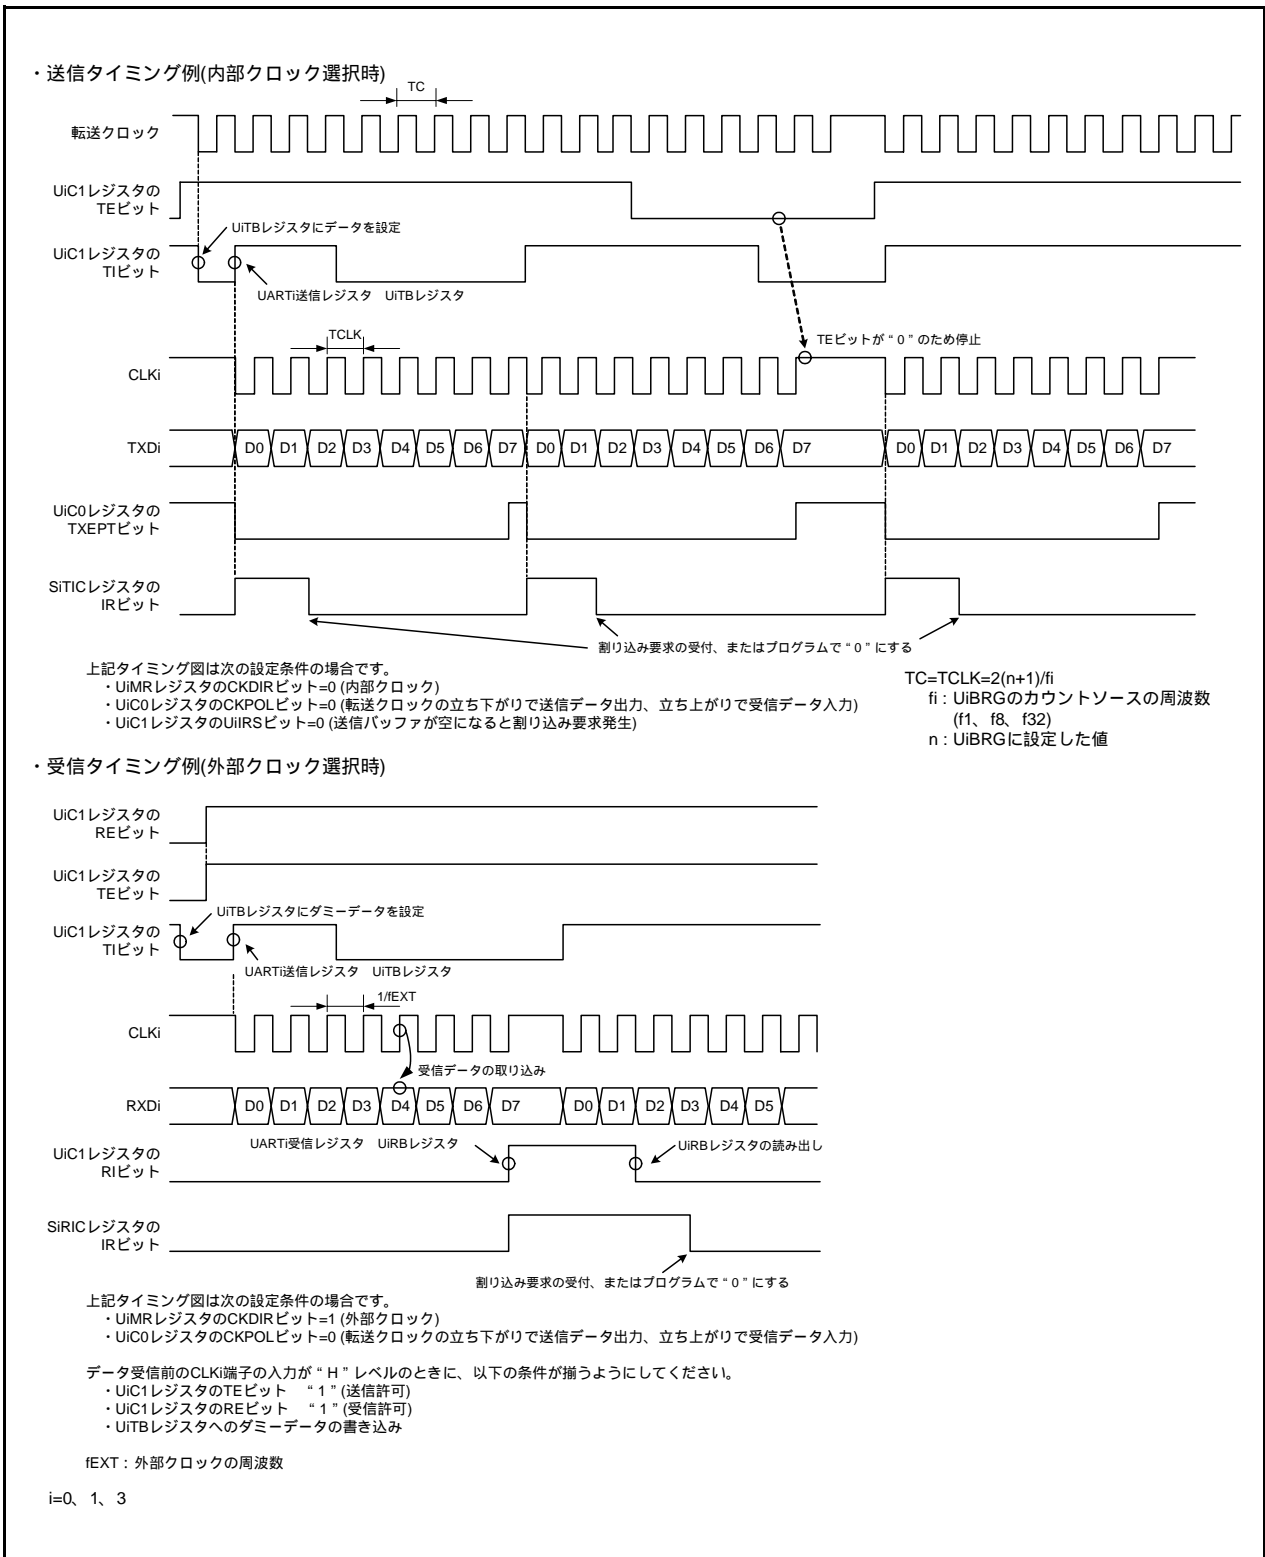 ・送信タイミング例(内部クロック選択時)
TC
転送クロック
UiC1レジスタの
TEビット
UiTBレジスタにデータを設定
UiC1レジスタの
TIビット
UARTi送信レジスタ　UiTBレジスタ
TCLK
TEビットが“0”のため停止
CLKi
TXDi
D0 D1 D2 D3 D4 D5 D6 D7 D0 D1 D2 D3 D4 D5 D6 D7 D0 D1 D2 D3 D4 D5 D6 D7
UiC0レジスタの
TXEPTビット
SiTICレジスタの
IRビット
割り込み要求の受付、またはプログラムで“0”にする
上記タイミング図は次の設定条件の場合です。
・UiMRレジスタのCKDIRビット=0 (内部クロック)
・UiC0レジスタのCKPOLビット=0 (転送クロックの立ち下がりで送信データ出力、立ち上がりで受信データ入力)
・UiC1レジスタのUiIRSビット=0 (送信バッファが空になると割り込み要求発生)
TC=TCLK=2(n+1)/fi
fi : UiBRGのカウントソースの周波数
(f1、f8、f32)
n : UiBRGに設定した値
・受信タイミング例(外部クロック選択時)
UiC1レジスタの
REビット
UiC1レジスタの
TEビット
UiTBレジスタにダミーデータを設定
UiC1レジスタの
TIビット
UARTi送信レジスタ　UiTBレジスタ
1/fEXT
CLKi
受信データの取り込み
RXDi
D0 D1 D2 D3 D4 D5 D6 D7 D0 D1 D2 D3 D4 D5
UARTi受信レジスタ　UiRBレジスタ
UiRBレジスタの読み出し
UiC1レジスタの
RIビット
SiRICレジスタの
IRビット
割り込み要求の受付、またはプログラムで“0”にする
上記タイミング図は次の設定条件の場合です。
・UiMRレジスタのCKDIRビット=1 (外部クロック)
・UiC0レジスタのCKPOLビット=0 (転送クロックの立ち下がりで送信データ出力、立ち上がりで受信データ入力)
データ受信前のCLKi端子の入力が“H”レベルのときに、以下の条件が揃うようにしてください。
・UiC1レジスタのTEビット　“1”(送信許可)
・UiC1レジスタのREビット　“1”(受信許可)
・UiTBレジスタへのダミーデータの書き込み
fEXT : 外部クロックの周波数
i=0、1、3